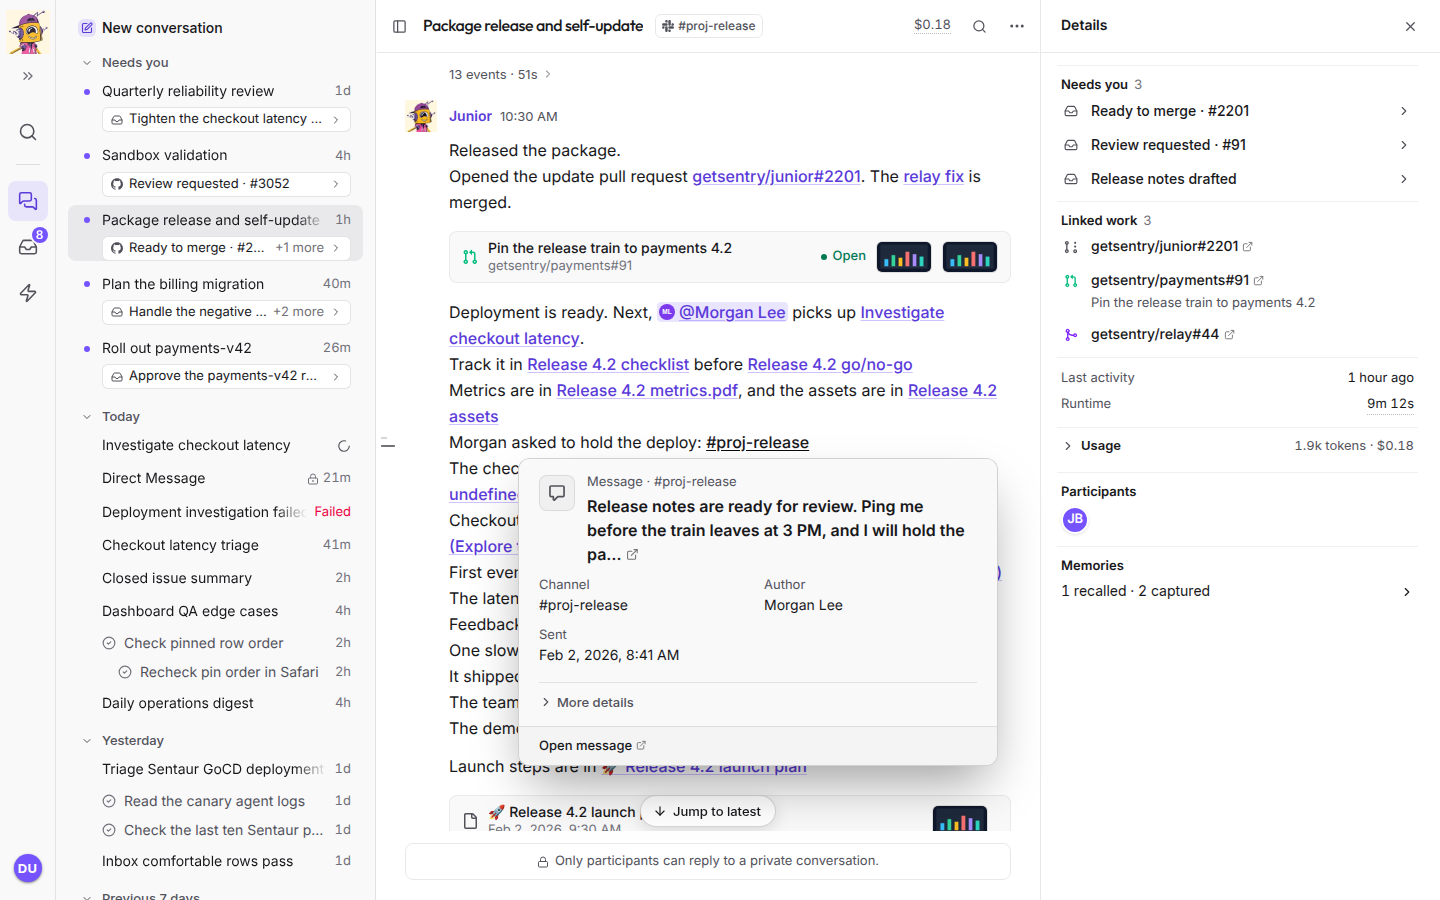 New conversation
Needs you
Quarterly reliability review 1d
Tighten the checkout latency ...
Sandbox validation 4h
Review requested · #3052
Package release and self-update 1h
Ready to merge · #2... +1 more
Plan the billing migration 40m
Handle the negative ... +2 more
Roll out payments-v42 26m
Approve the payments-v42 r...
Today
Investigate checkout latency
Direct Message 21m
Deployment investigation failed Failed
Checkout latency triage 41m
Closed issue summary 2h
Dashboard QA edge cases 4h
Check pinned row order 2h
Recheck pin order in Safari 2h
Daily operations digest 4h
Yesterday
Triage Sentaur GoCD deployment 1d
Read the canary agent logs 1d
Check the last ten Sentaur p... 1d
Inbox comfortable rows pass 1d
Previous 7 days
8
DU
Package release and self-update #proj-release $0.18
13 events · 51s
Junior 10:30 AM
Released the package.
Opened the update pull request getsentry/junior#2201. The relay fix is
merged.
Pin the release train to payments 4.2
getsentry/payments#91
Open
Deployment is ready. Next, ML @Morgan Lee picks up Investigate
checkout latency.
Track it in Release 4.2 checklist before Release 4.2 go/no-go
Metrics are in Release 4.2 metrics.pdf, and the assets are in Release 4.2
assets
Morgan asked to hold the deploy: #proj-release
The chec
undefine
Checkout
(Explore
First even )
The laten
Feedback
One slow
It shipped
The team
The demo
Message · #proj-release
Release notes are ready for review. Ping me
before the train leaves at 3 PM, and I will hold the
pa...
Channel Author
#proj-release Morgan Lee
Sent
Feb 2, 2026, 8:41 AM
More details
Open message
Launch steps are in 🚀 Release 4.2 launch plan
🚀 Release 4.2 launch
Feb 2, 2026, 9:30 AM
Jump to latest
Only participants can reply to a private conversation.
Details
Needs you 3
Ready to merge · #2201
Review requested · #91
Release notes drafted
Linked work 3
getsentry/junior#2201
getsentry/payments#91
Pin the release train to payments 4.2
getsentry/relay#44
Last activity 1 hour ago
Runtime 9m 12s
Usage 1.9k tokens · $0.18
Participants
JB
Memories
1 recalled · 2 captured